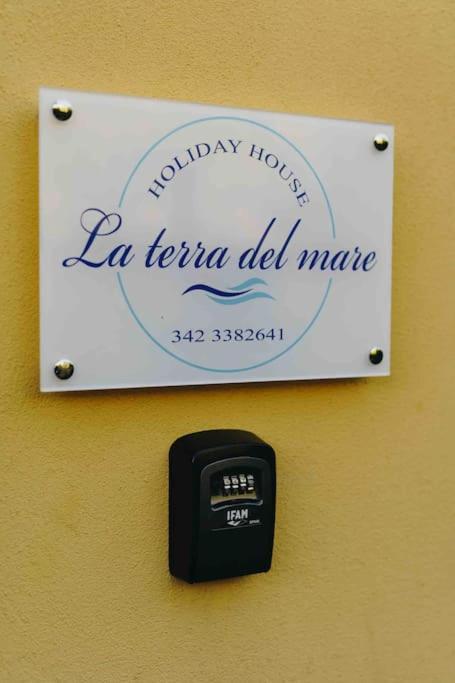 HOLIDAY HOUSE
La terra del mare
342 3382641
IFAM